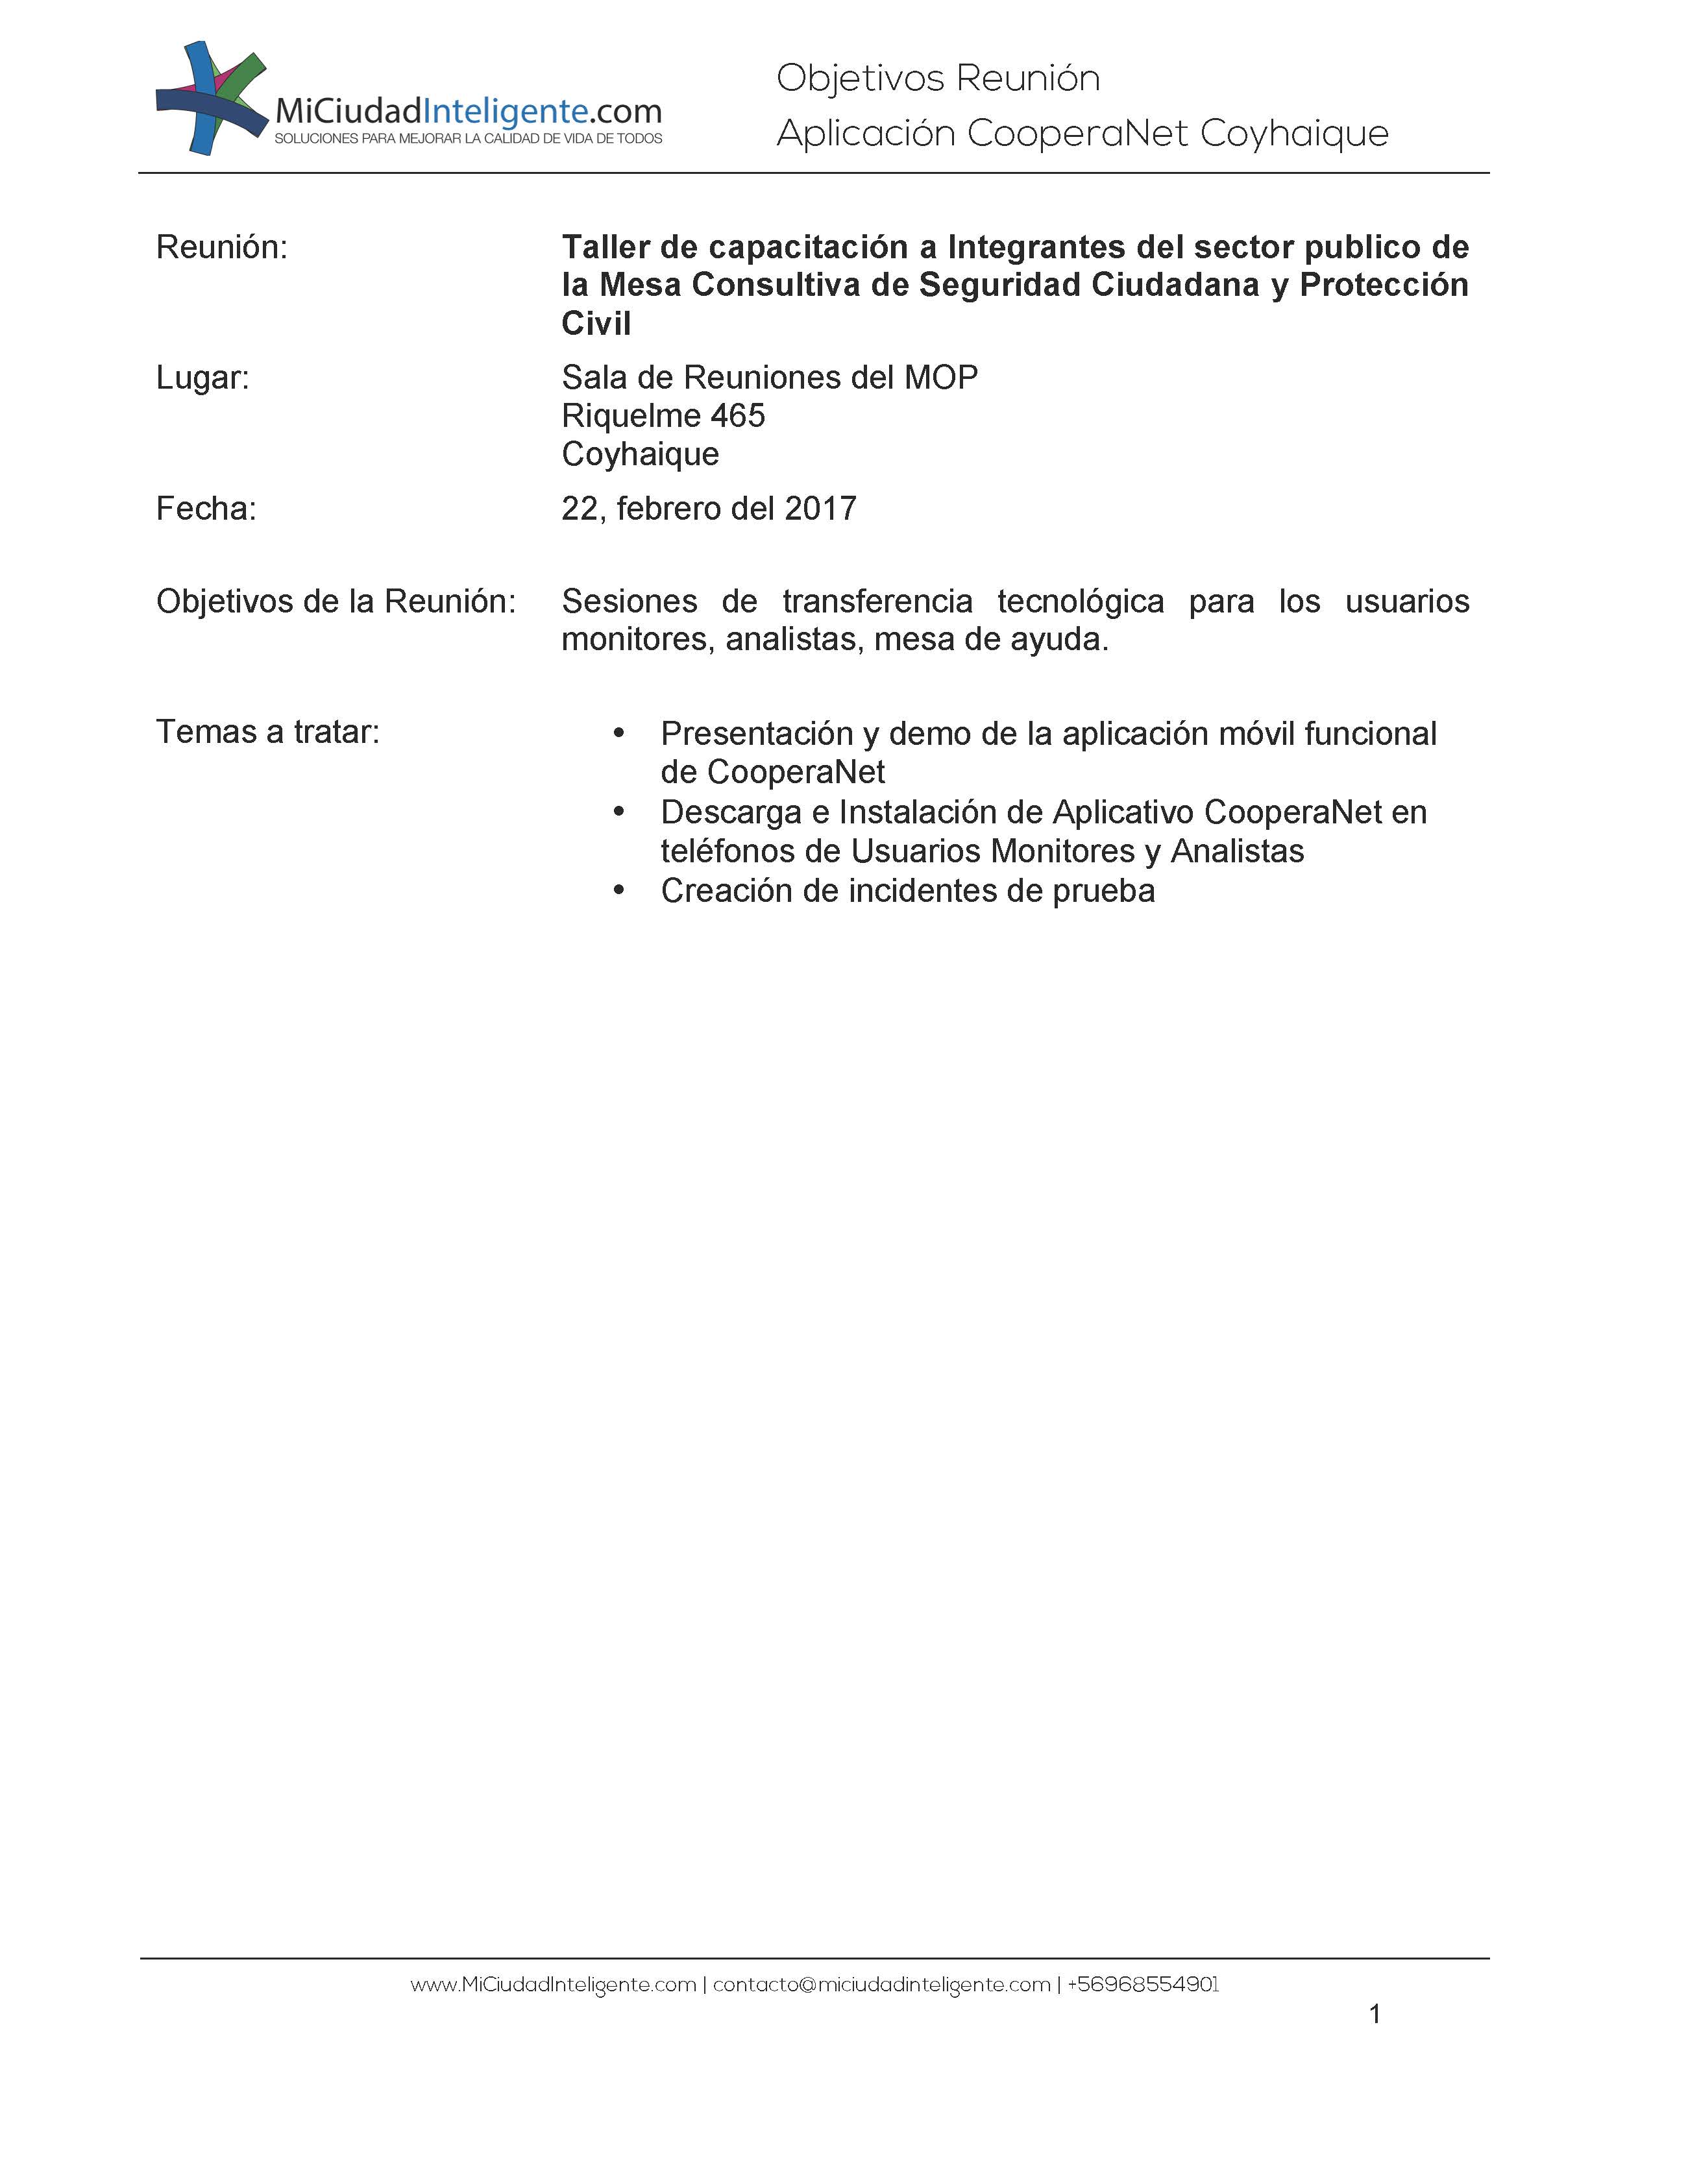 MiCiudadInteligente.com
SOLUCIONES PARA MEJORAR LA CALIDAD DE VIDA DE TODOS
Objetivos Reunión
Aplicación CooperaNet Coyhaique
Reunión:
Taller de capacitación a Integrantes del sector publico de
la Mesa Consultiva de Seguridad Ciudadana y Protección
Civil
Lugar:
Sala de Reuniones del MOP
Riquelme 465
Coyhaique
Fecha:
22, febrero del 2017
Objetivos de la Reunión:
Sesiones de transferencia tecnológica para los usuarios
monitores, analistas, mesa de ayuda.
Temas a tratar:
• Presentación y demo de la aplicación móvil funcional
de CooperaNet
• Descarga e Instalación de Aplicativo CooperaNet en
teléfonos de Usuarios Monitores y Analistas
• Creación de incidentes de prueba
www.MiCiudadInteligente.com | contacto@miciudadinteligente.com | +56968554901
1